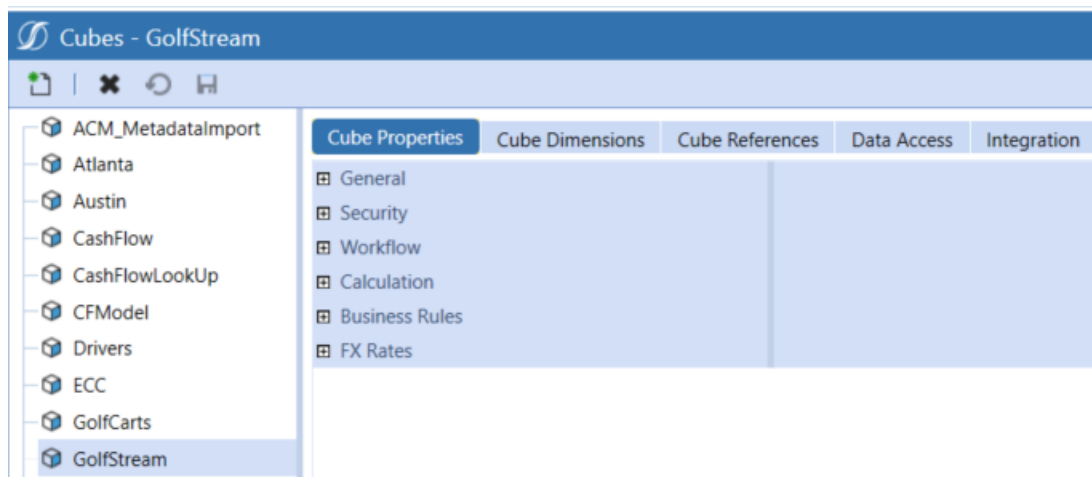 Cubes - GolfStream
ACM_MetadataImport
Atlanta
Austin
CashFlow
CashFlowLookUp
CFModel
Drivers
ECC
GolfCarts
GolfStream
Cube Properties Cube Dimensions Cube References Data Access Integration
General
Security
Workflow
Calculation
Business Rules
FX Rates